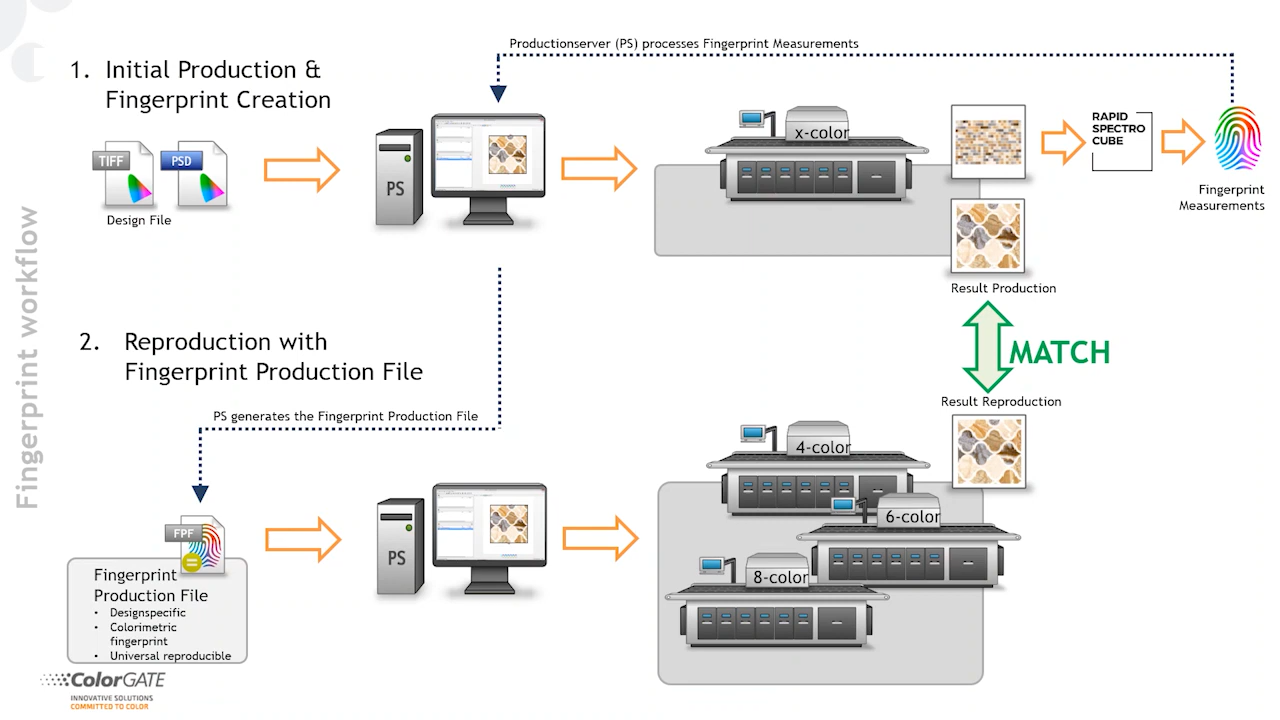 Fingerprint workflow
1. Initial Production &
Fingerprint Creation
TIFF
PSD
Design File
PS
Productionserver (PS) processes Fingerprint Measurements
x-color
RAPID
SPECTRO
CUBE
Fingerprint
Measurements
Result Production
MATCH
Result Reproduction
2. Reproduction with
Fingerprint Production File
PS generates the Fingerprint Production File
FPF
Fingerprint
Production File
• Designspecific
• Colorimetric
fingerprint
• Universal reproducible
PS
4-color
6-color
8-color
ColorGATE
INNOVATIVE SOLUTIONS
COMMITTED TO COLOR